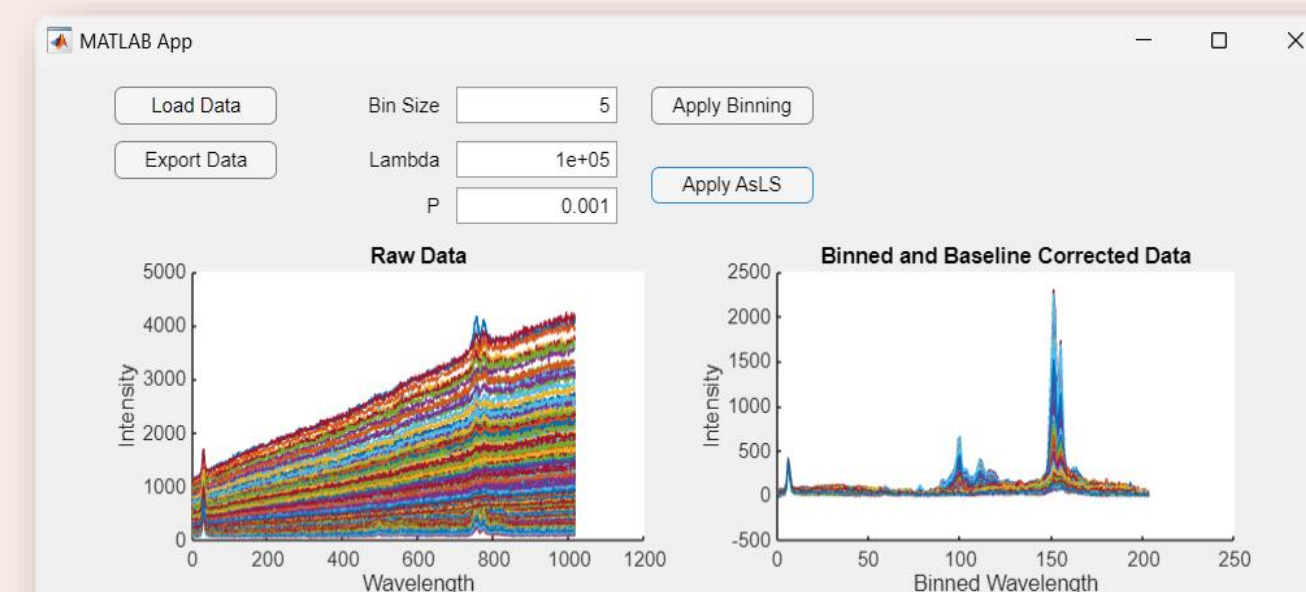 MATLAB App
Load Data
Bin Size
5
Apply Binning
Export Data
Lambda
1e+05
Apply AsLS
P
0.001
Raw Data
5000
4000
3000
2000
1000
0
Intensity
0 200 400 600 800 1000 1200
Wavelength
Binned and Baseline Corrected Data
2500
2000
1500
1000
500
0
-500
Intensity
0 50 100 150 200 250
Binned Wavelength